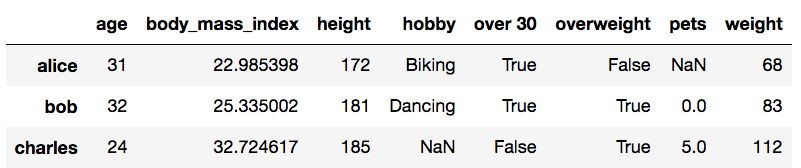 age body_mass_index height hobby over 30 overweight pets weight
alice 31 22.985398 172 Biking True False NaN 68
bob 32 25.335002 181 Dancing True True 0.0 83
charles 24 32.724617 185 NaN False True 5.0 112